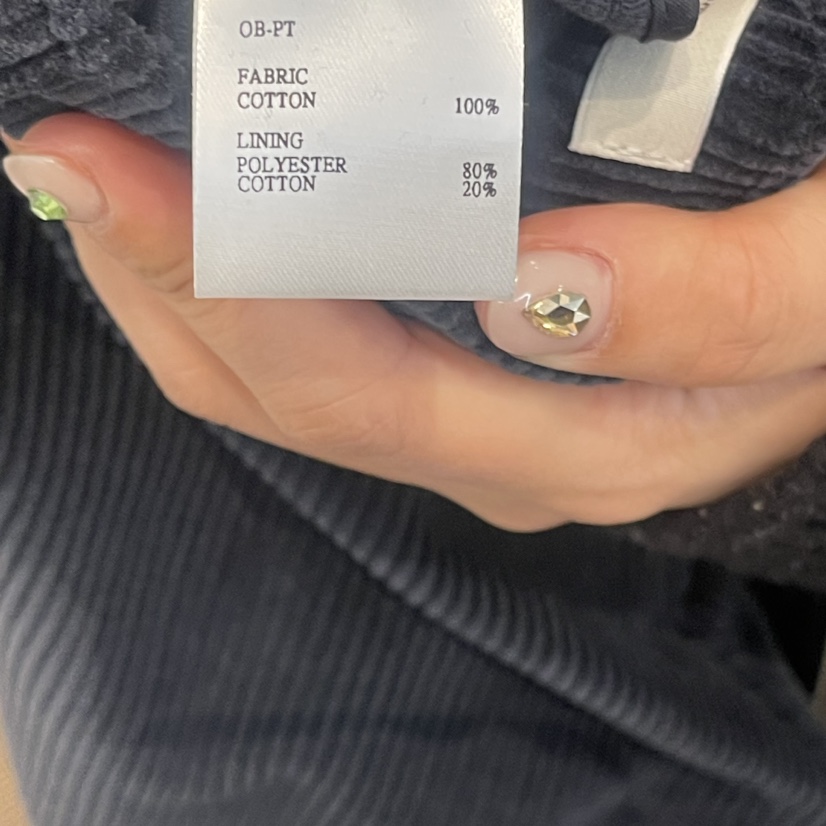 OB-PT
FABRIC
COTTON 100%
LINING
POLYESTER 80%
COTTON 20%